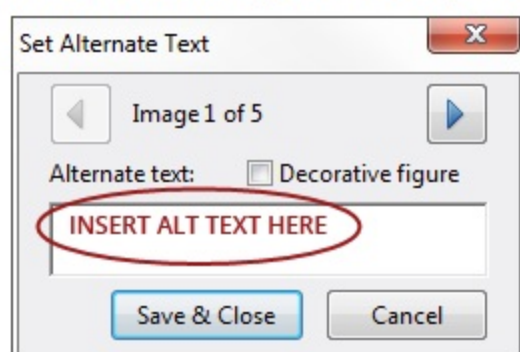 Set Alternate Text
Image 1 of 5
Alternate text: Decorative figure
INSERT ALT TEXT HERE
Save & Close Cancel